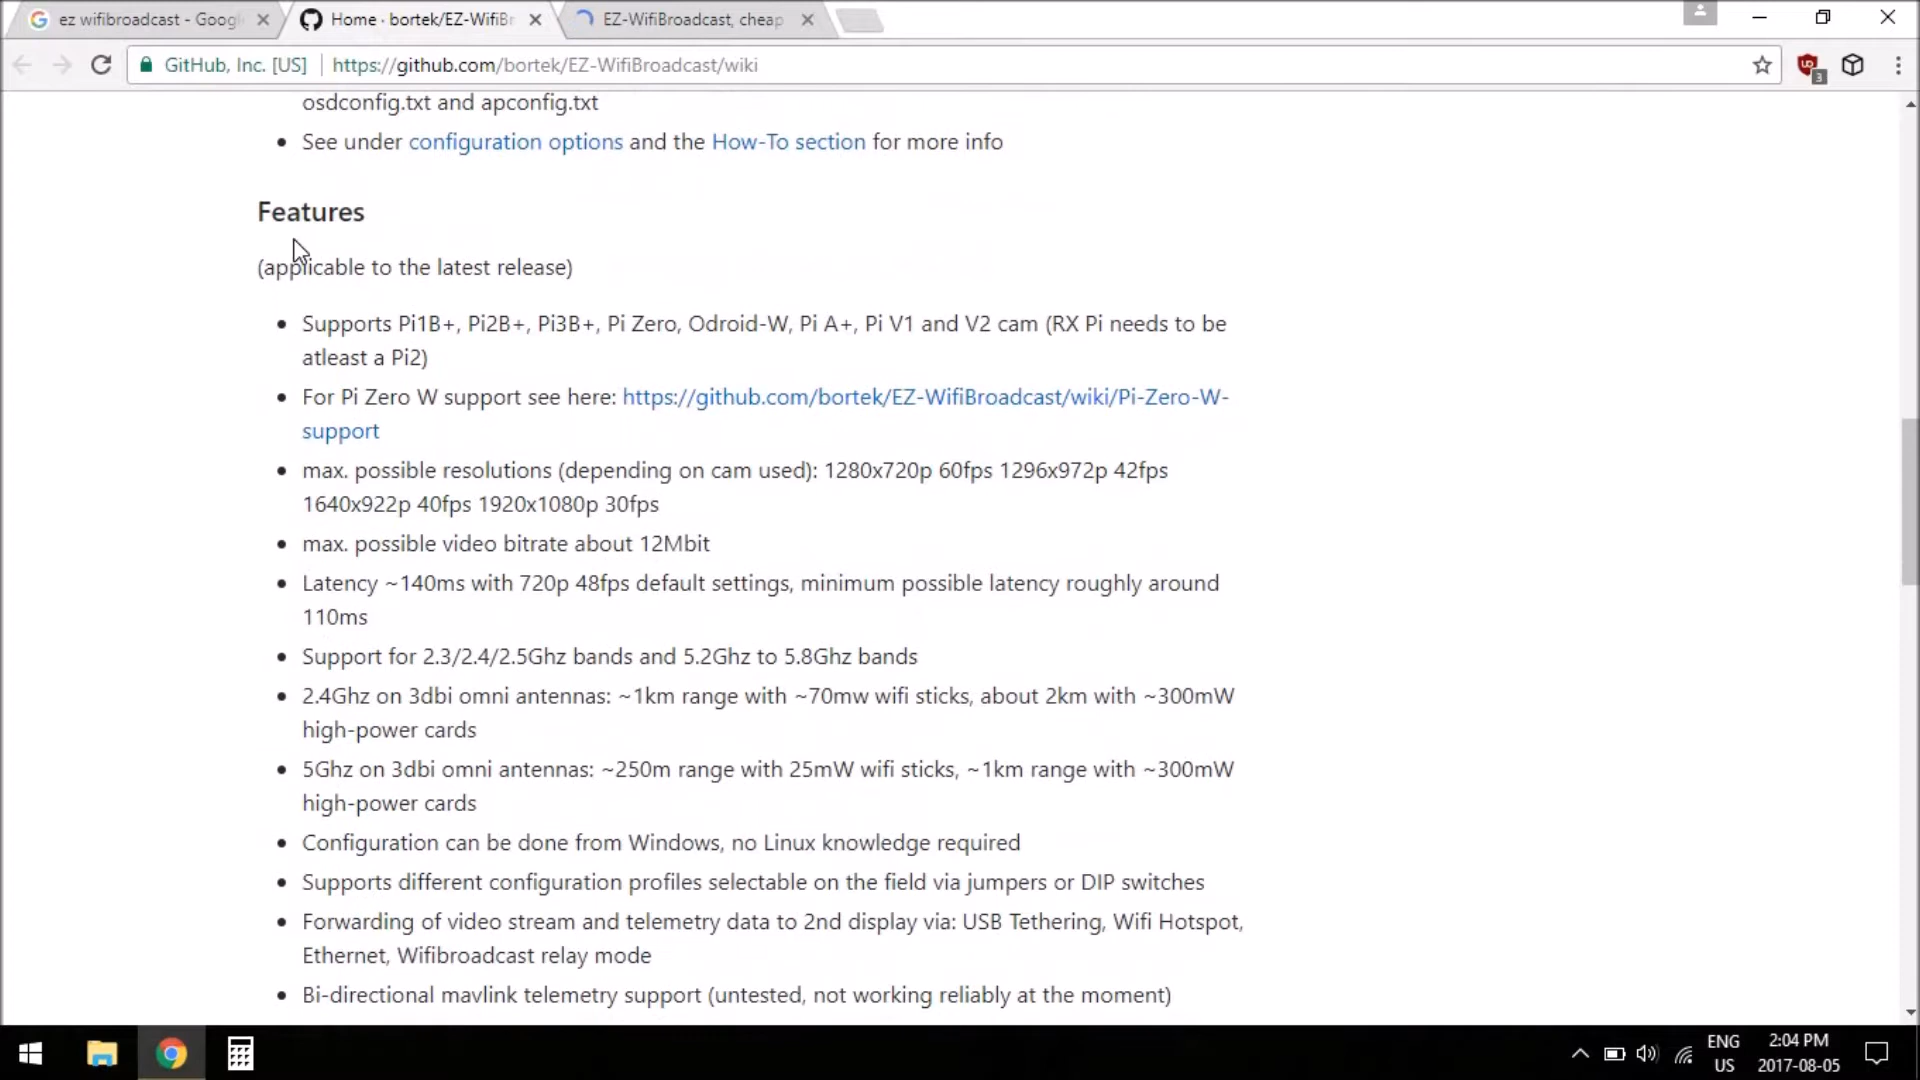 ez wifibroadcast - Googl
Home · bortek/EZ-WifiBr
EZ-WifiBroadcast, cheap
GitHub, Inc. [US]
https://github.com/bortek/EZ-WifiBroadcast/wiki
3
osdconfig.txt and apconfig.txt
See under configuration options and the How-To section for more info
Features
(applicable to the latest release)
Supports Pi1B+, Pi2B+, Pi3B+, Pi Zero, Odroid-W, Pi A+, Pi V1 and V2 cam (RX Pi needs to be
atleast a Pi2)
For Pi Zero W support see here: https://github.com/bortek/EZ-WifiBroadcast/wiki/Pi-Zero-W-
support
max. possible resolutions (depending on cam used): 1280x720p 60fps 1296x972p 42fps
1640x922p 40fps 1920x1080p 30fps
max. possible video bitrate about 12Mbit
Latency ~140ms with 720p 48fps default settings, minimum possible latency roughly around
110ms
Support for 2.3/2.4/2.5Ghz bands and 5.2Ghz to 5.8Ghz bands
2.4Ghz on 3dbi omni antennas: ~1km range with ~70mw wifi sticks, about 2km with ~300mW
high-power cards
5Ghz on 3dbi omni antennas: ~250m range with 25mW wifi sticks, ~1km range with ~300mW
high-power cards
Configuration can be done from Windows, no Linux knowledge required
Supports different configuration profiles selectable on the field via jumpers or DIP switches
Forwarding of video stream and telemetry data to 2nd display via: USB Tethering, Wifi Hotspot,
Ethernet, Wifibroadcast relay mode
Bi-directional mavlink telemetry support (untested, not working reliably at the moment)
ENG
US
2:04 PM
2017-08-05